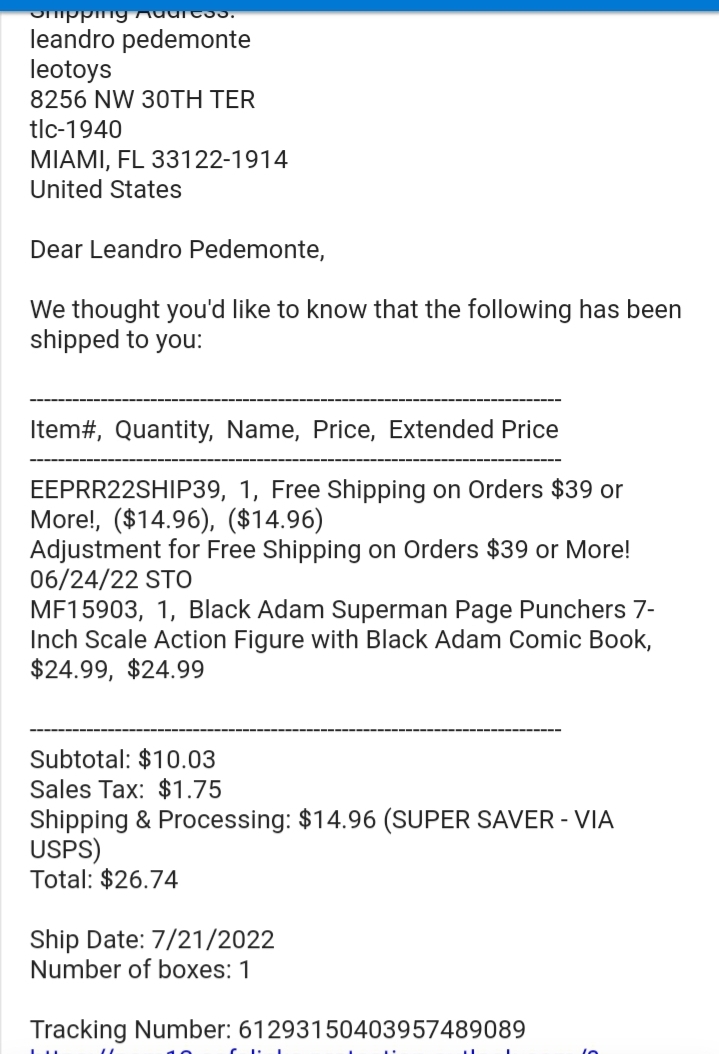 Shipping Address:
leandro pedemonte
leotoys
8256 NW 30TH TER
tlc-1940
MIAMI, FL 33122-1914
United States
Dear Leandro Pedemonte,
We thought you'd like to know that the following has been
shipped to you:
---------------------------------------------------------------------------
Item#,  Quantity,  Name,  Price,  Extended Price
---------------------------------------------------------------------------
EEPRR22SHIP39,  1,  Free Shipping on Orders $39 or
More!,  ($14.96),  ($14.96)
Adjustment for Free Shipping on Orders $39 or More!
06/24/22 STO
MF15903,  1,  Black Adam Superman Page Punchers 7-
Inch Scale Action Figure with Black Adam Comic Book,
$24.99,  $24.99
---------------------------------------------------------------------------
Subtotal: $10.03
Sales Tax:  $1.75
Shipping & Processing: $14.96 (SUPER SAVER - VIA
USPS)
Total: $26.74
Ship Date: 7/21/2022
Number of boxes: 1
Tracking Number: 61293150403957489089